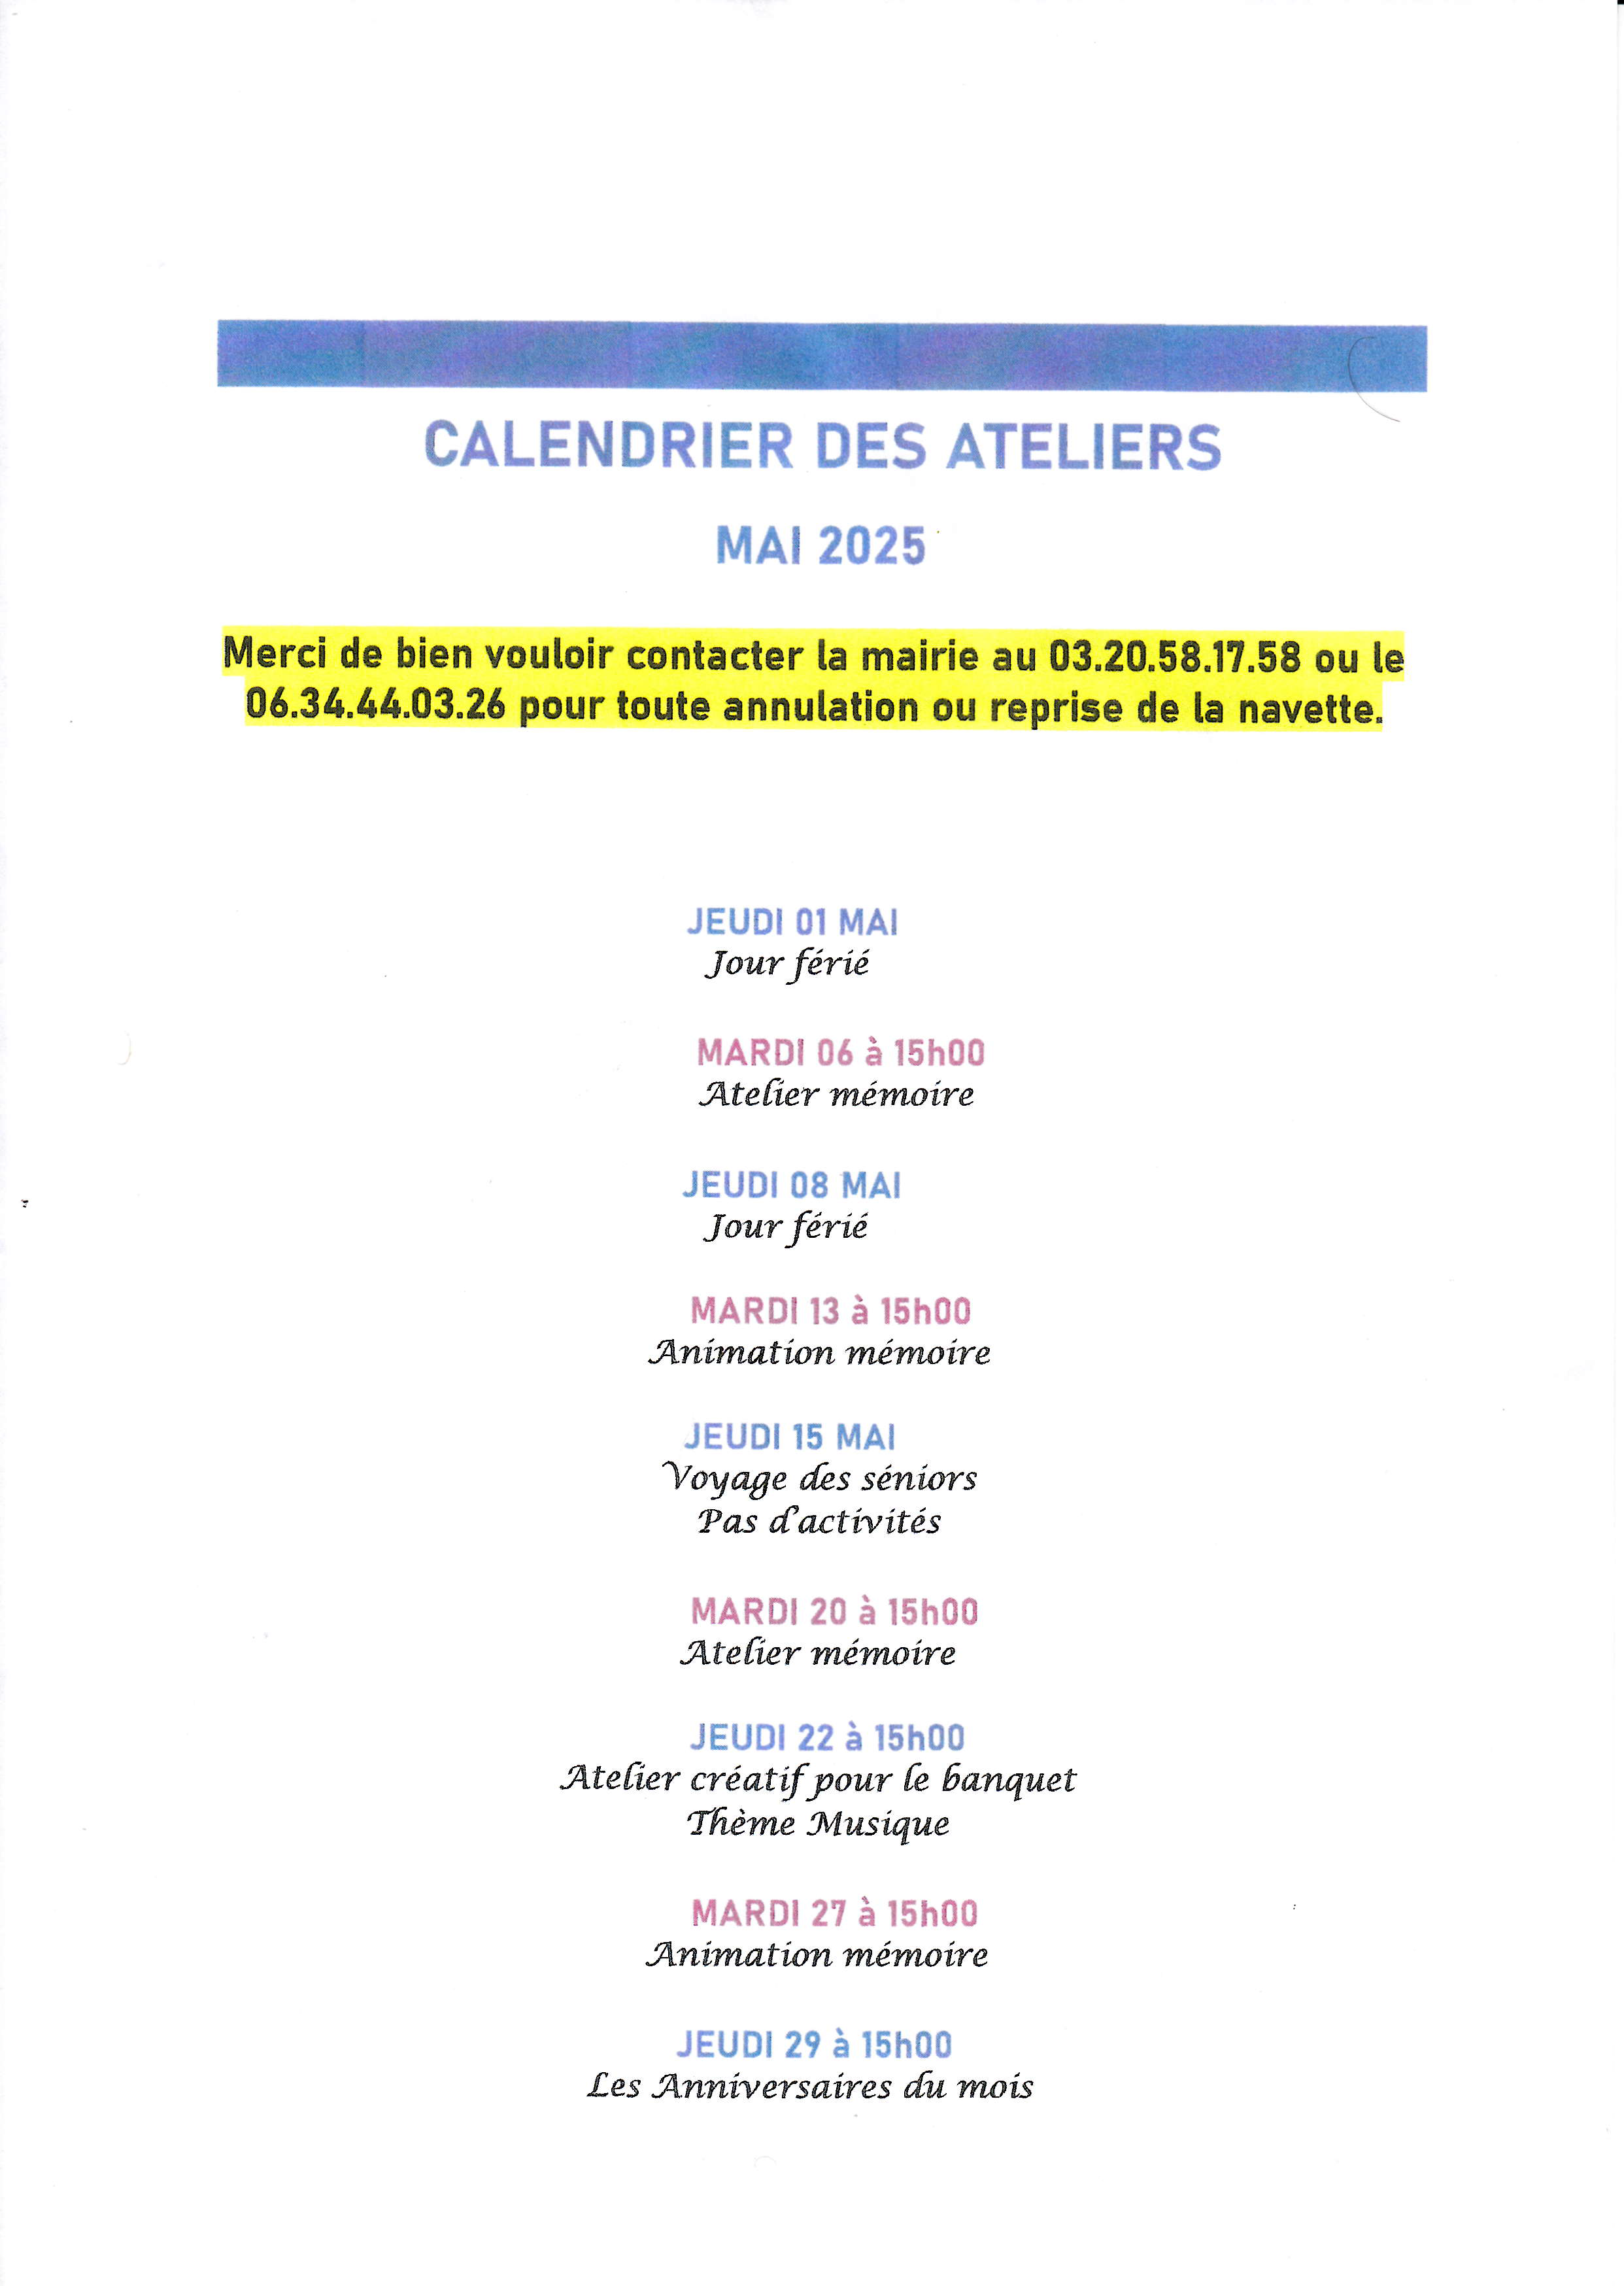 CALENDRIER DES ATELIERS
MAI 2025
Merci de bien vouloir contacter la mairie au 03.20.58.17.58 ou le
06.34.44.03.26 pour toute annulation ou reprise de la navette.
JEUDI 01 MAI
Jour férié
MARDI 06 à 15h00
Atelier mémoire
JEUDI 08 MAI
Jour férié
MARDI 13 à 15h00
Animation mémoire
JEUDI 15 MAI
Voyage des séniors
Pas d'activités
MARDI 20 à 15h00
Atelier mémoire
JEUDI 22 à 15h00
Atelier créatif pour le banquet
Thème Musique
MARDI 27 à 15h00
Animation mémoire
JEUDI 29 à 15h00
Les Anniversaires du mois